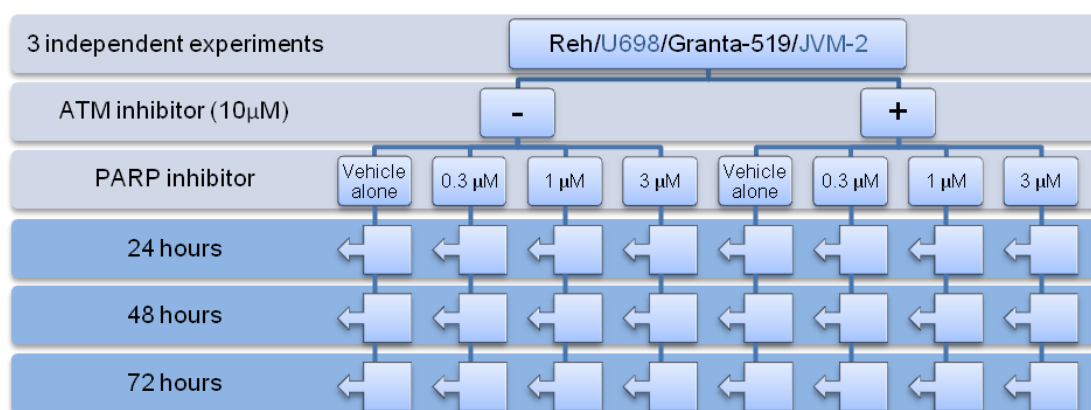 3 independent experiments
Reh/U698/Granta-519/JVM-2
ATM inhibitor (10μM)
-
+
PARP inhibitor
Vehicle
alone
0.3 μM
1 μM
3 μM
Vehicle
alone
0.3 μM
1 μM
3 μM
24 hours
48 hours
72 hours